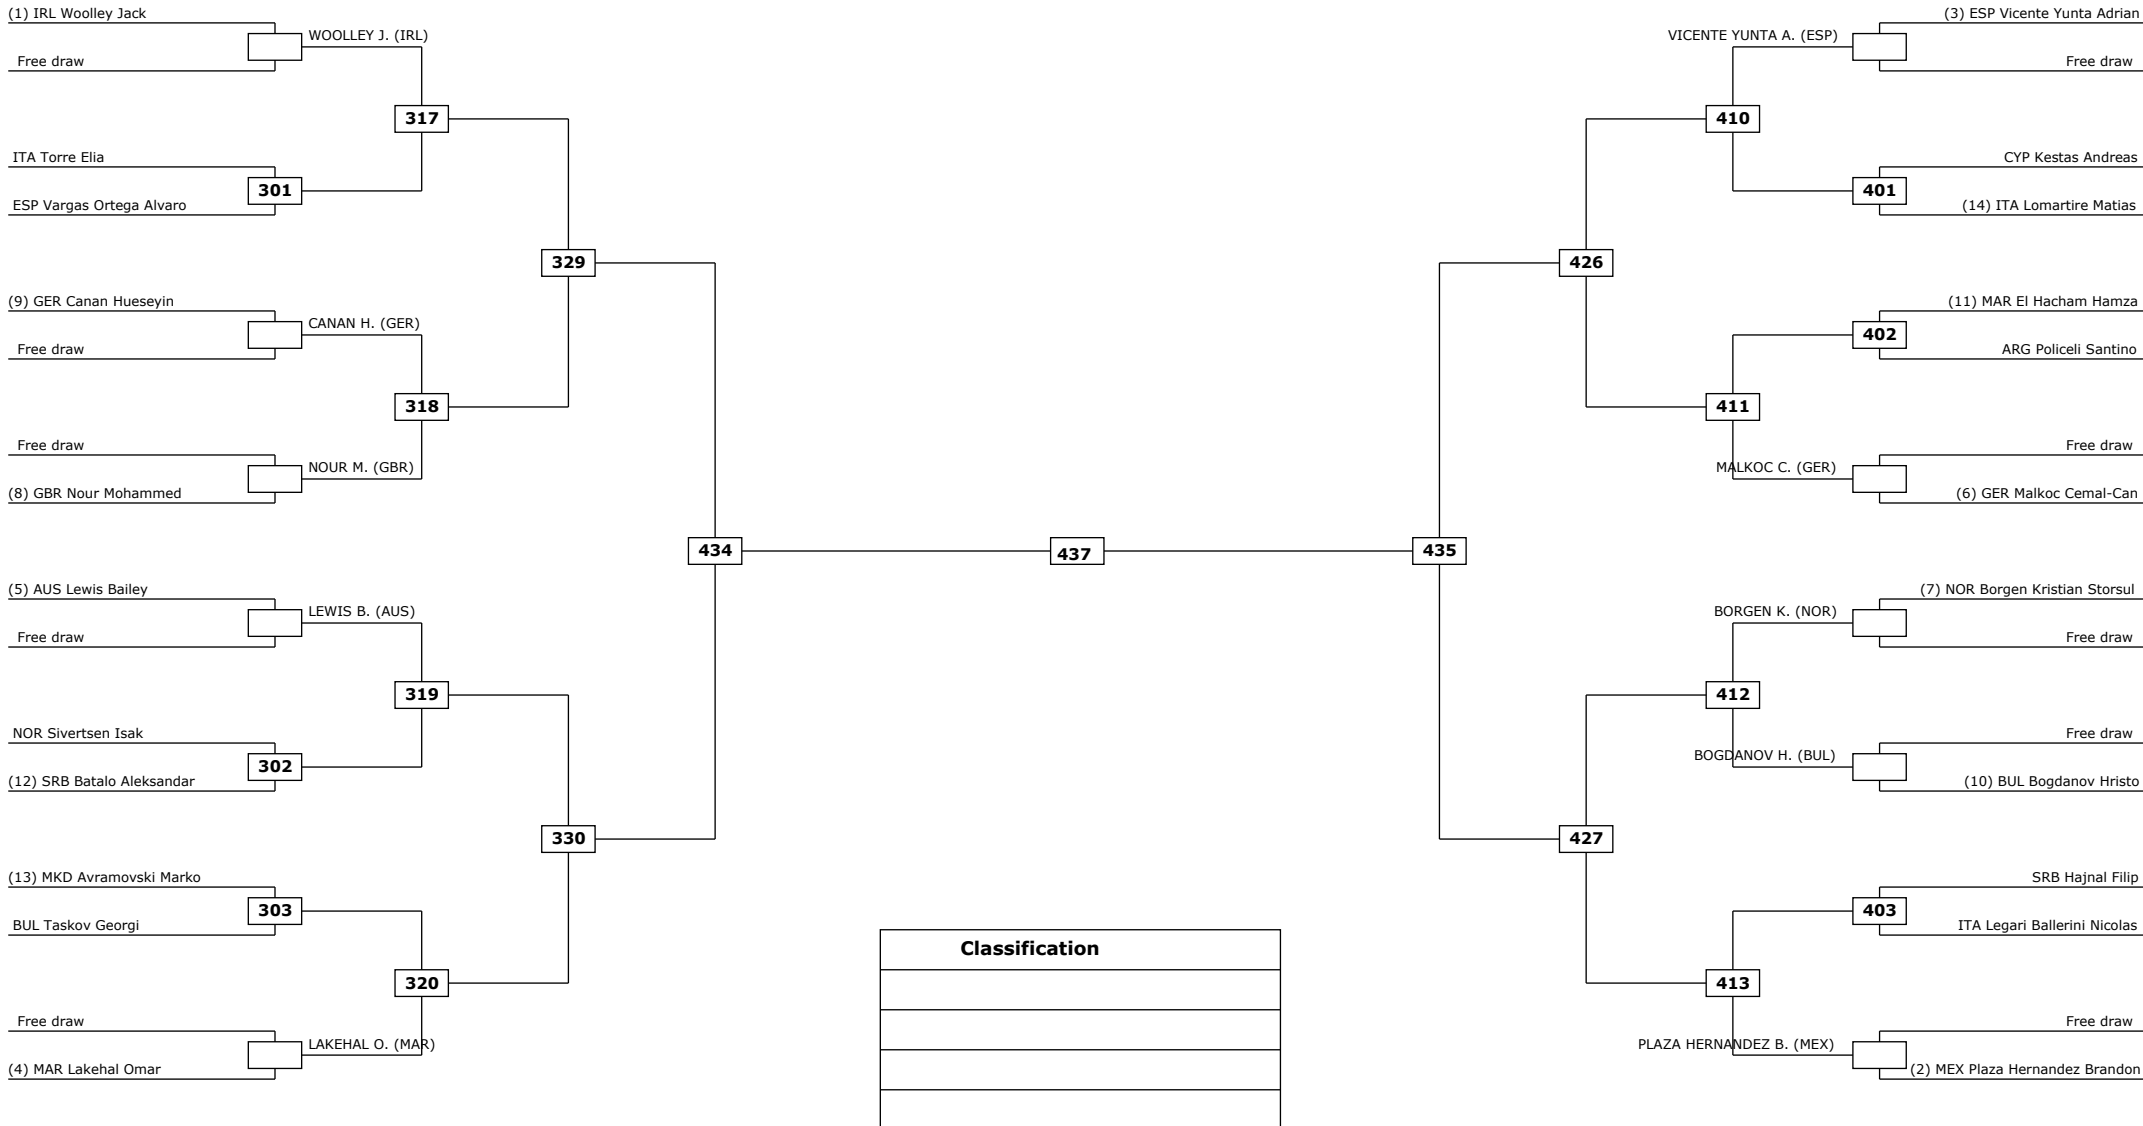 (1) IRL Woolley Jack
WOOLLEY J. (IRL)
Free draw
317
ITA Torre Elia
301
ESP Vargas Ortega Alvaro
329
(9) GER Canan Hueseyin
CANAN H. (GER)
Free draw
318
Free draw
NOUR M. (GBR)
(8) GBR Nour Mohammed
434
(5) AUS Lewis Bailey
LEWIS B. (AUS)
Free draw
319
NOR Sivertsen Isak
302
(12) SRB Batalo Aleksandar
330
(13) MKD Avramovski Marko
303
BUL Taskov Georgi
320
Free draw
LAKEHAL O. (MAR)
(4) MAR Lakehal Omar
437
(3) ESP Vicente Yunta Adrian
VICENTE YUNTA A. (ESP)
Free draw
410
CYP Kestas Andreas
401
(14) ITA Lomartire Matias
426
(11) MAR El Hacham Hamza
402
ARG Policeli Santino
411
Free draw
MALKOC C. (GER)
(6) GER Malkoc Cemal-Can
435
(7) NOR Borgen Kristian Storsul
BORGEN K. (NOR)
Free draw
412
Free draw
BOGDANOV H. (BUL)
(10) BUL Bogdanov Hristo
427
SRB Hajnal Filip
403
ITA Legari Ballerini Nicolas
413
Free draw
PLAZA HERNANDEZ B. (MEX)
(2) MEX Plaza Hernandez Brandon
Classification